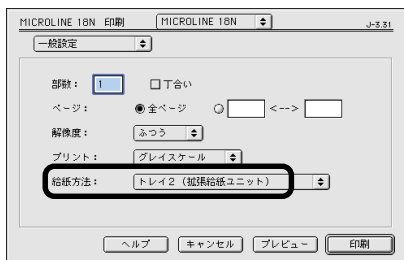 MICROLINE 18N 印刷 MICROLINE 18N J-3.31
一般設定
部数： 1 丁合い
ページ： 全ページ <-->
解像度： ふつう
プリント： グレイスケール
給紙方法： トレイ2（拡張給紙ユニット）
ヘルプ キャンセル プレビュー 印刷